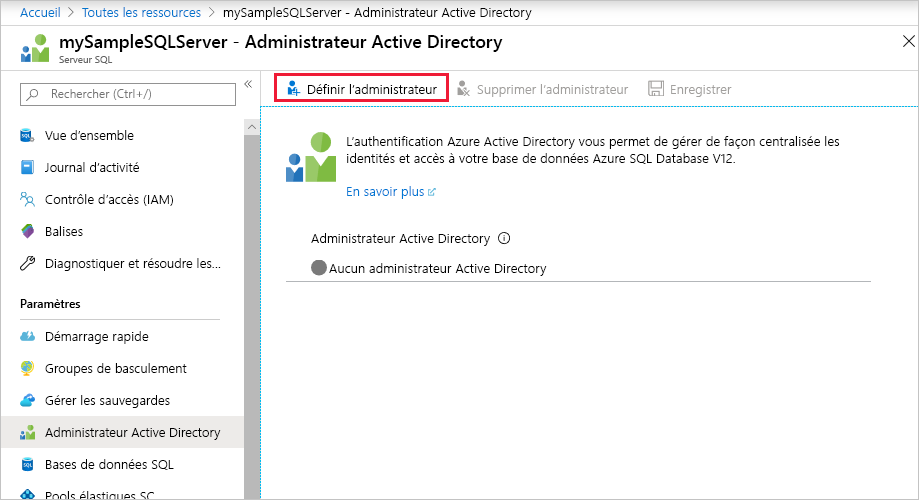 Accueil > Toutes les ressources > mySampleSQLServer - Administrateur Active Directory
mySampleSQLServer - Administrateur Active Directory
Serveur SQL
Rechercher (Ctrl+/)
Vue d'ensemble
Journal d'activité
Contrôle d'accès (IAM)
Balises
Diagnostiquer et résoudre les...
Paramètres
Démarrage rapide
Groupes de basculement
Gérer les sauvegardes
Administrateur Active Directory
Bases de données SQL
Pools élastiques SC
Définir l'administrateur
Supprimer l'administrateur
Enregistrer
L'authentification Azure Active Directory vous permet de gérer de façon centralisée les
identités et accès à votre base de données Azure SQL Database V12.
En savoir plus
Administrateur Active Directory
Aucun administrateur Active Directory